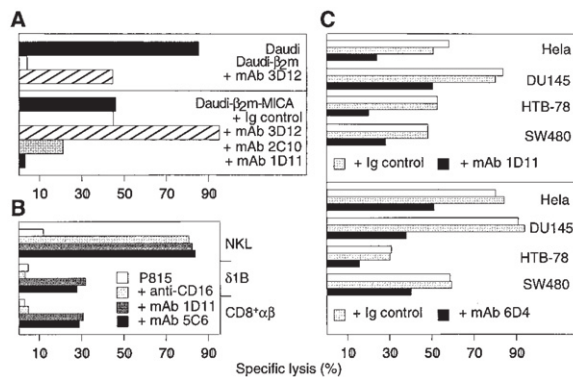 A
Daudi
Daudi-β2m
+ mAb 3D12
Daudi-β2m-MICA
+ Ig control
+ mAb 3D12
+ mAb 2C10
+ mAb 1D11
10 30 50 70 90
B
NKL
δ1B
CD8+αβ
P815
+ anti-CD16
+ mAb 1D11
+ mAb 5C6
10 30 50 70 90
C
Hela
DU145
HTB-78
SW480
+ Ig control + mAb 1D11
Hela
DU145
HTB-78
SW480
+ Ig control + mAb 6D4
10 30 50 70 90
Specific lysis (%)